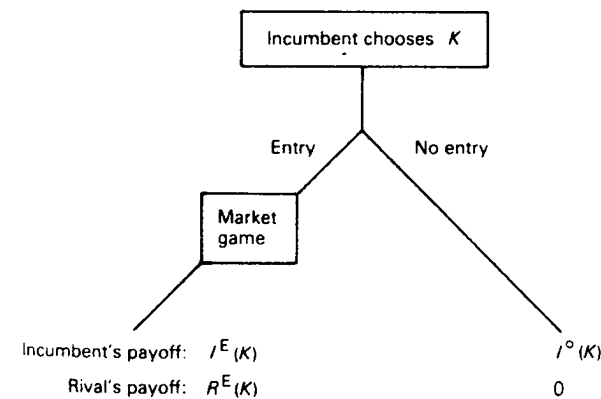 Incumbent chooses K
Entry
No entry
Market
game
Incumbent's payoff: I^E (K) I^o (K)
Rival's payoff: R^E (K) 0